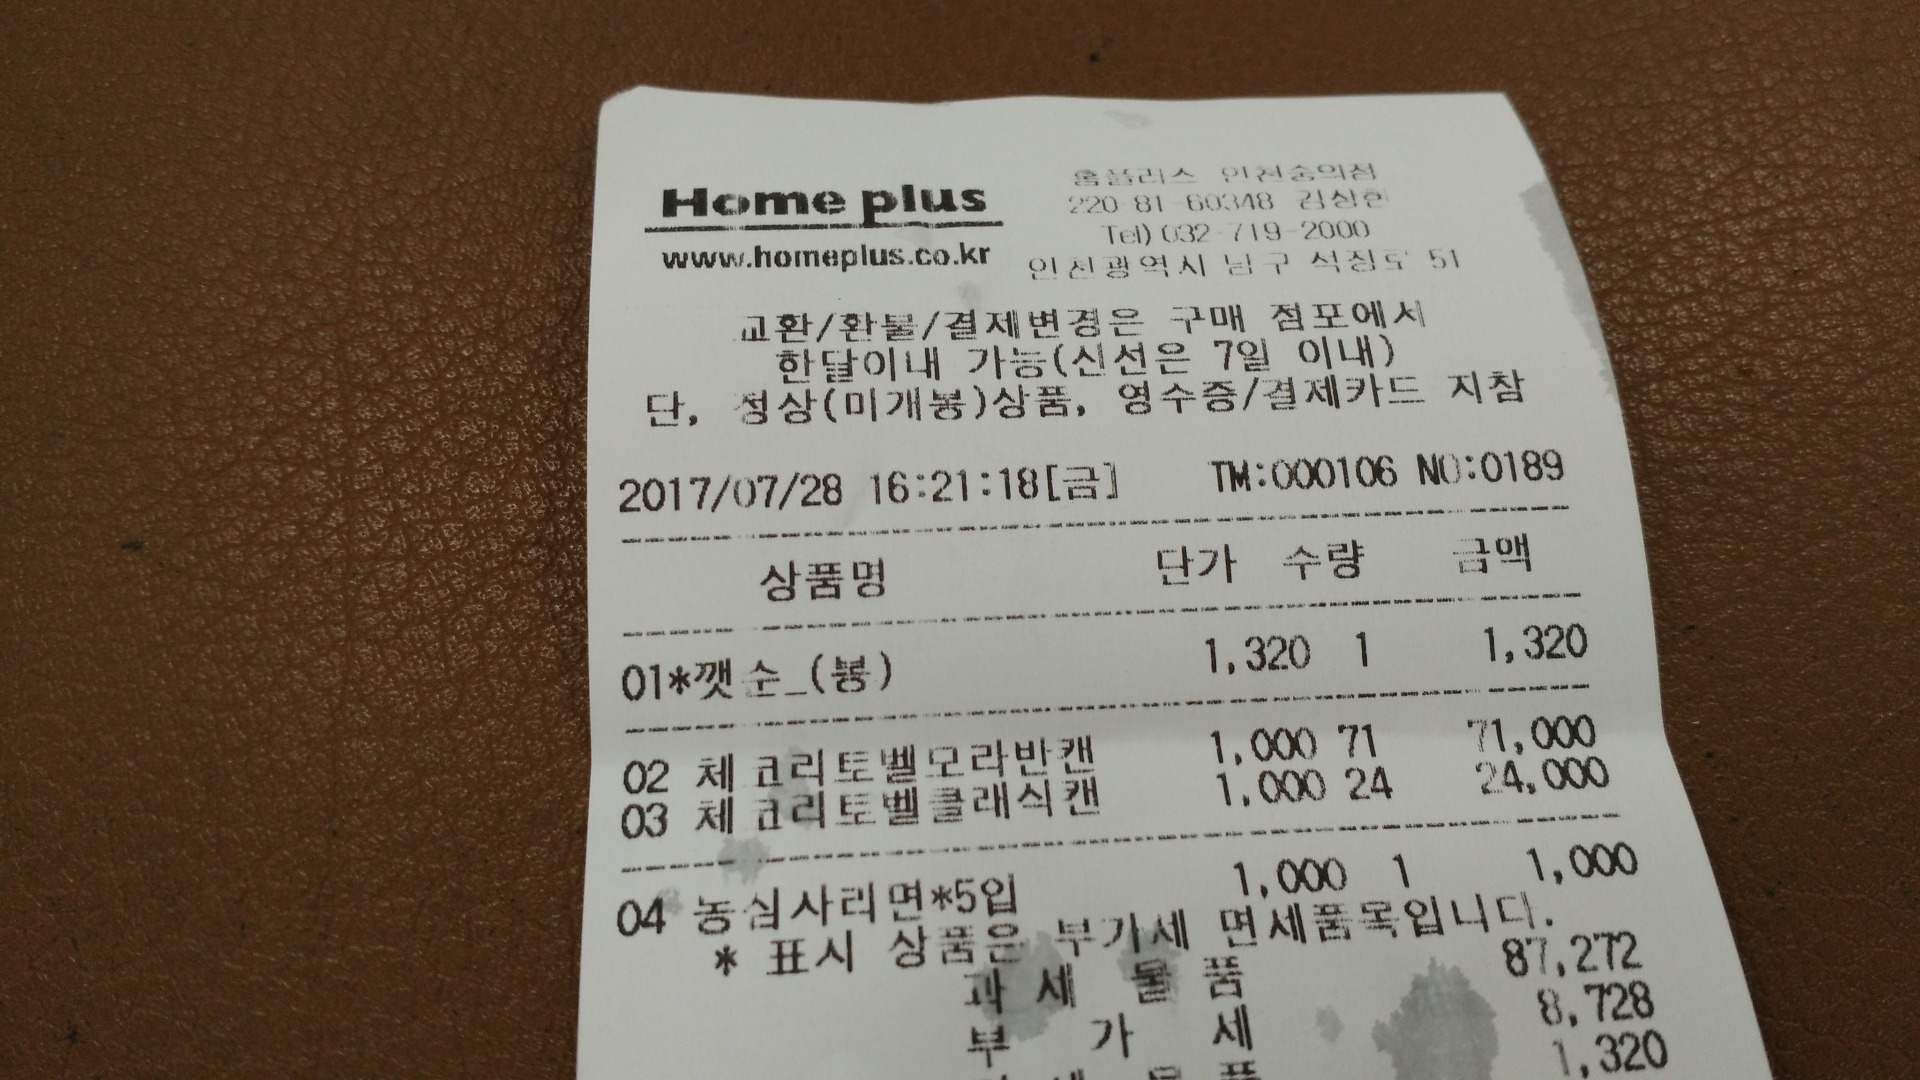 Home plus
www.homeplus.co.kr
홈플러스 인천숭의점
220-81-60348 김상현
Tel) 032-719-2000
인천광역시 남구 석정로 51
교환/환불/결제변경은 구매 점포에서
한달이내 가능(신선은 7일 이내)
단, 정상(미개봉)상품, 영수증/결제카드 지참
2017/07/28 16:21:18[금] TM:000106 NO:0189
상품명 단가 수량 금액
01*깻순_(봉) 1,320 1 1,320
02 체코리토벨모라반캔 1,000 71 71,000
03 체코리토벨클래식캔 1,000 24 24,000
04 농심사리면*5입 1,000 1 1,000
* 표시 상품은 부가세 면세품목입니다.
과 세 물 품 87,272
부 가 세 8,728
1,320